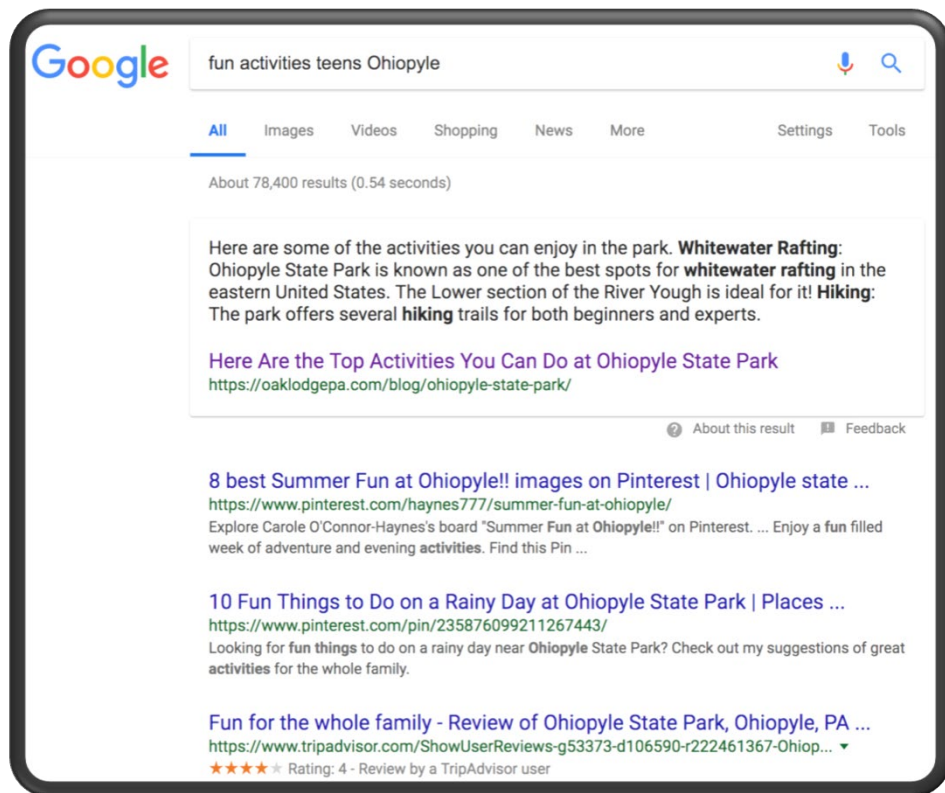 Google
fun activities teens Ohiopyle
All Images Videos Shopping News More Settings Tools
About 78,400 results (0.54 seconds)
Here are some of the activities you can enjoy in the park. Whitewater Rafting:
Ohiopyle State Park is known as one of the best spots for whitewater rafting in the
eastern United States. The Lower section of the River Yough is ideal for it! Hiking:
The park offers several hiking trails for both beginners and experts.
Here Are the Top Activities You Can Do at Ohiopyle State Park
https://oaklodgepa.com/blog/ohiopyle-state-park/
About this result Feedback
8 best Summer Fun at Ohiopyle!! images on Pinterest | Ohiopyle state ...
https://www.pinterest.com/haynes777/summer-fun-at-ohiopyle/
Explore Carole O'Connor-Haynes's board "Summer Fun at Ohiopyle!!" on Pinterest. ... Enjoy a fun filled
week of adventure and evening activities. Find this Pin ...
10 Fun Things to Do on a Rainy Day at Ohiopyle State Park | Places ...
https://www.pinterest.com/pin/235876099211267443/
Looking for fun things to do on a rainy day near Ohiopyle State Park? Check out my suggestions of great
activities for the whole family.
Fun for the whole family - Review of Ohiopyle State Park, Ohiopyle, PA ...
https://www.tripadvisor.com/ShowUserReviews-g53373-d106590-r222461367-Ohiop...
Rating: 4 - Review by a TripAdvisor user